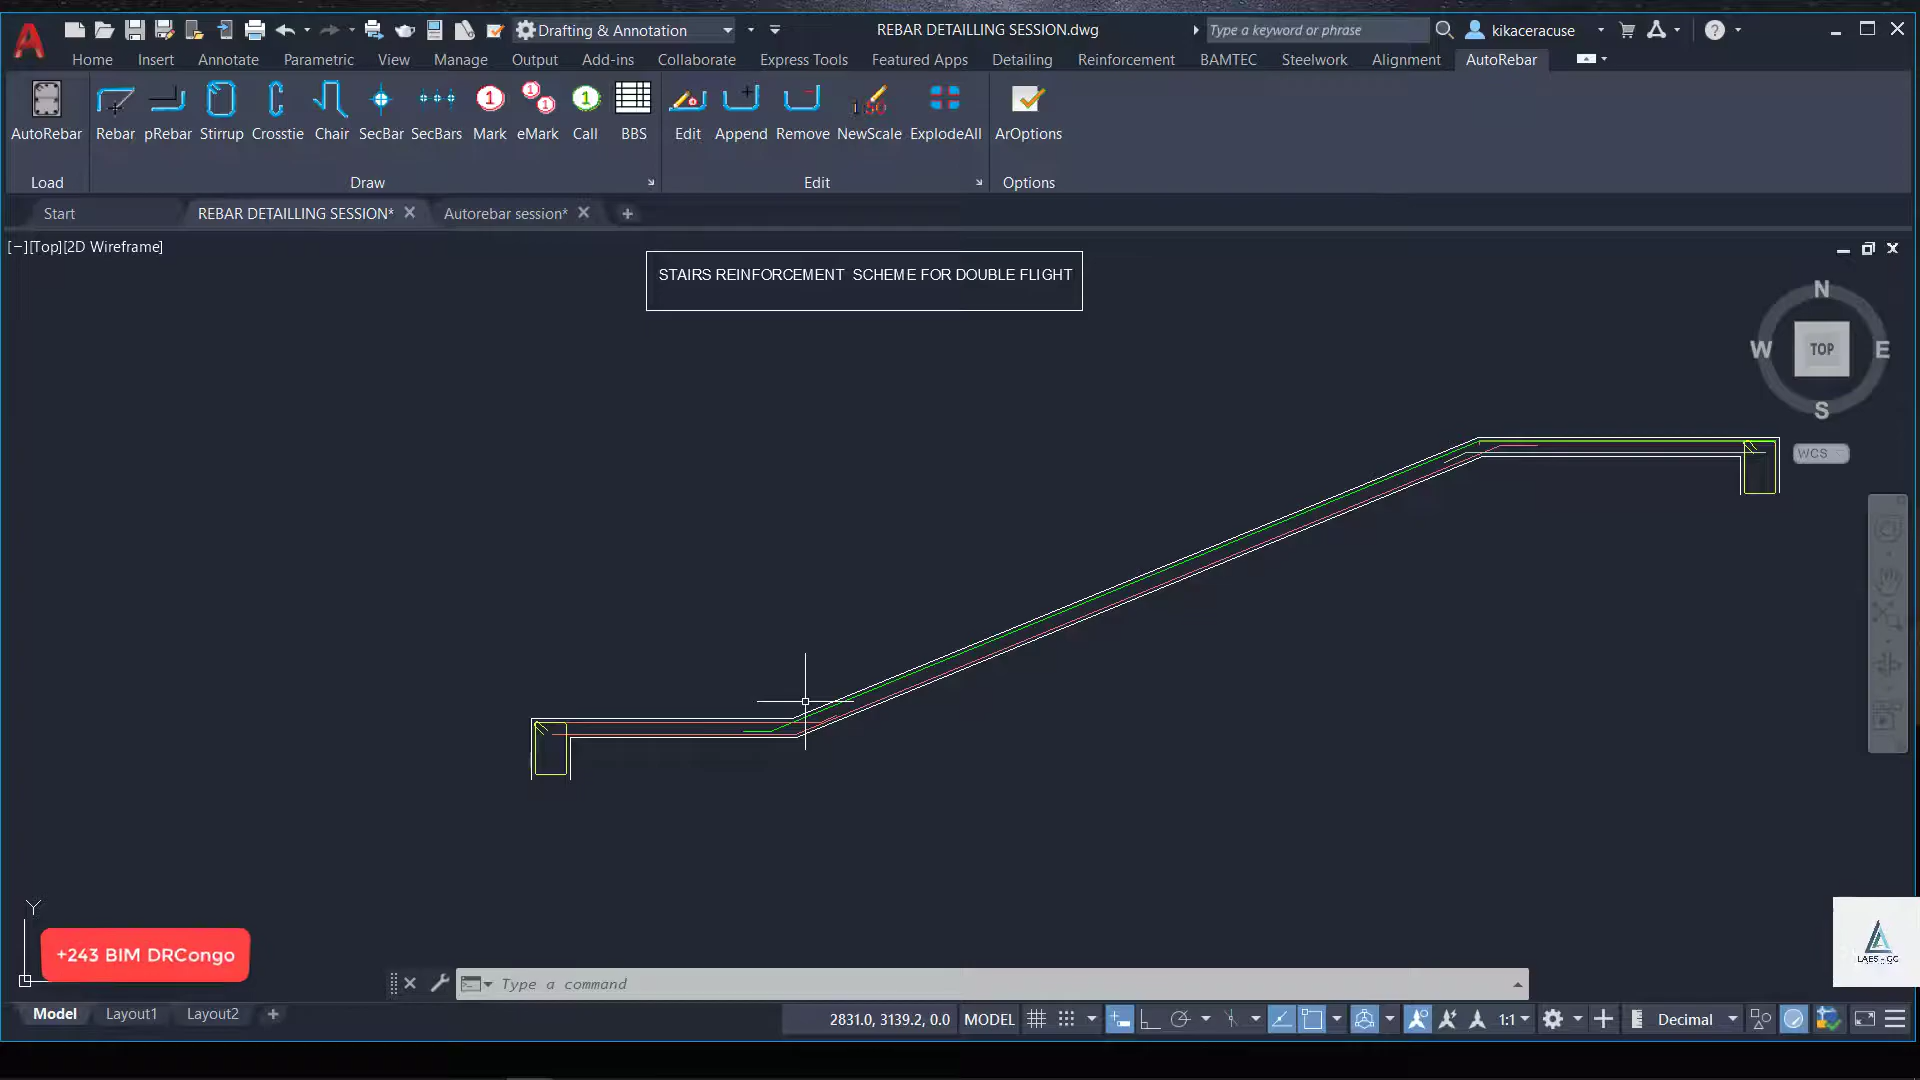 Drafting & Annotation
REBAR DETAILLING SESSION.dwg
Type a keyword or phrase
kikaceracuse
Home Insert Annotate Parametric View Manage Output Add-ins Collaborate Express Tools Featured Apps Detailing Reinforcement BAMTEC Steelwork Alignment AutoRebar
AutoRebar Rebar pRebar Stirrup Crosstie Chair SecBar SecBars Mark eMark Call BBS Edit Append Remove NewScale ExplodeAll ArOptions
Load Draw Edit Options
Start REBAR DETAILLING SESSION* Autorebar session*
[−][Top][2D Wireframe]
STAIRS REINFORCEMENT SCHEME FOR DOUBLE FLIGHT
N
W TOP E
S
WCS
Y
+243 BIM DRCongo
LAES - GC
Type a command
Model Layout1 Layout2
2831.0, 3139.2, 0.0 MODEL 1:1 Decimal